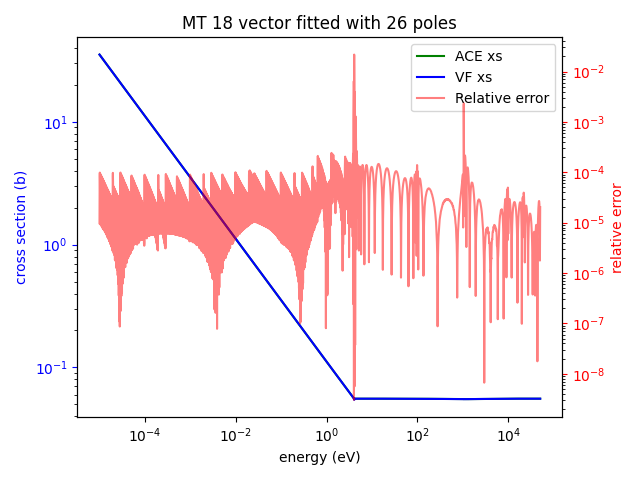 MT 18 vector fitted with 26 poles
ACE xs
VF xs
Relative error
cross section (b)
10^1
10^0
10^-1
relative error
10^-2
10^-3
10^-4
10^-5
10^-6
10^-7
10^-8
10^-4
10^-2
10^0
10^2
10^4
energy (eV)